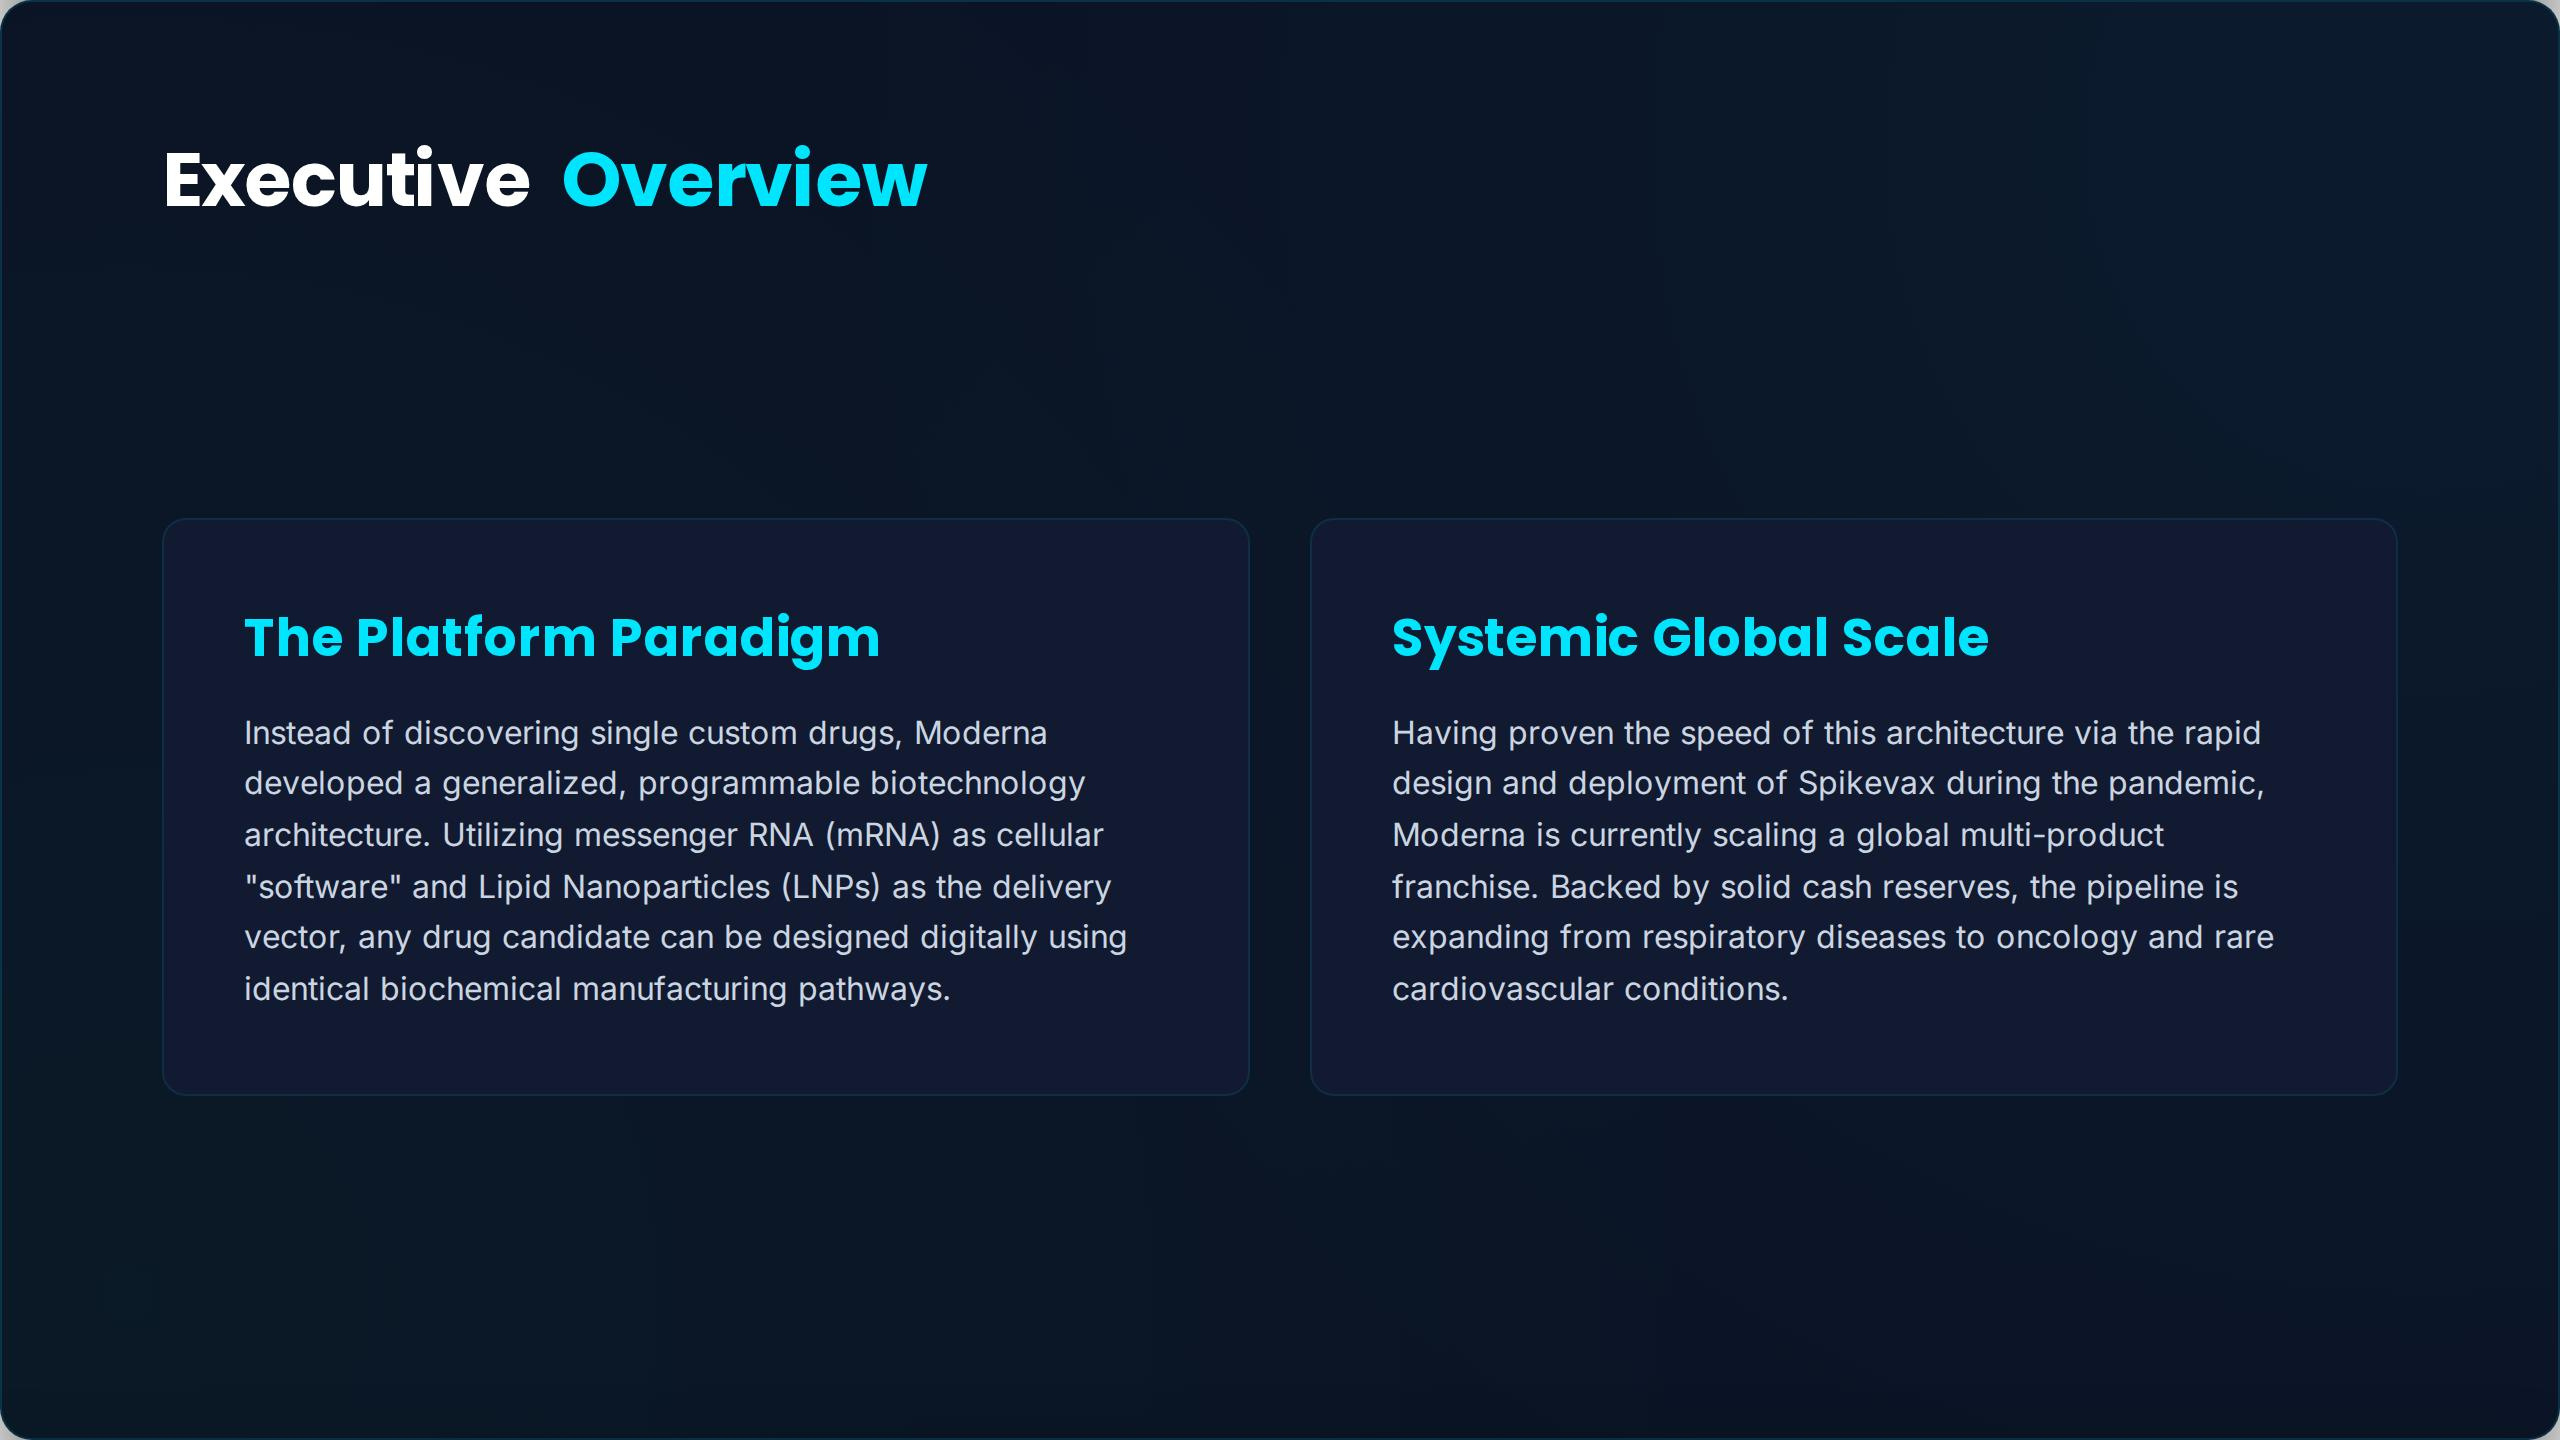 Executive Overview
The Platform Paradigm
Instead of discovering single custom drugs, Moderna
developed a generalized, programmable biotechnology
architecture. Utilizing messenger RNA (mRNA) as cellular
"software" and Lipid Nanoparticles (LNPs) as the delivery
vector, any drug candidate can be designed digitally using
identical biochemical manufacturing pathways.
Systemic Global Scale
Having proven the speed of this architecture via the rapid
design and deployment of Spikevax during the pandemic,
Moderna is currently scaling a global multi-product
franchise. Backed by solid cash reserves, the pipeline is
expanding from respiratory diseases to oncology and rare
cardiovascular conditions.